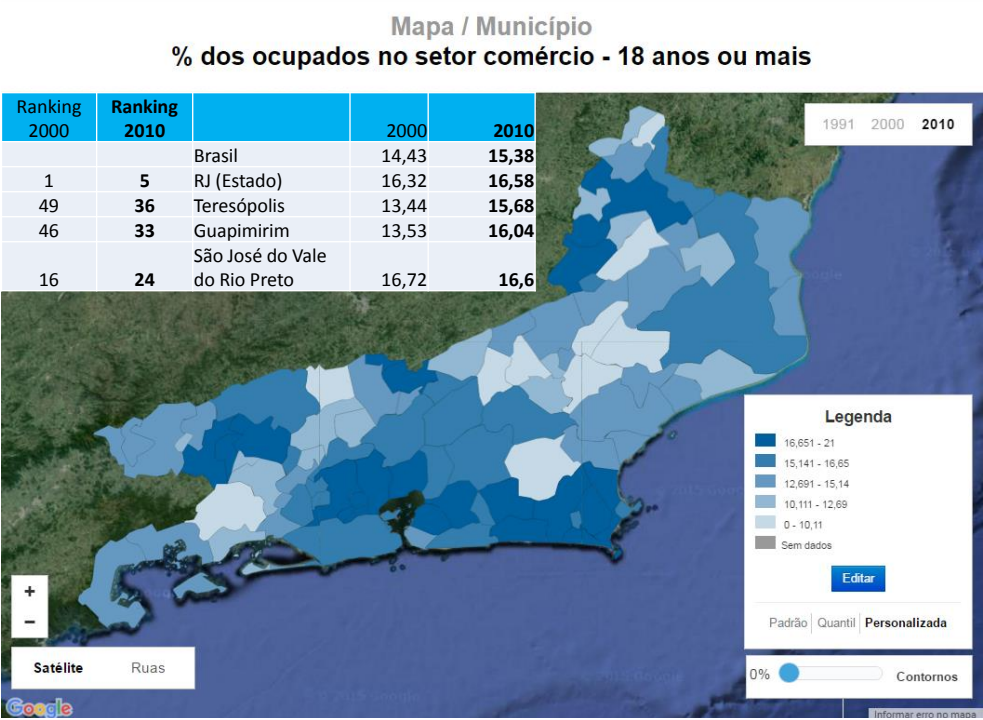 Mapa / Município
% dos ocupados no setor comércio - 18 anos ou mais
Ranking 2000 Ranking 2010 2000 2010
Brasil 14,43 15,38
1 5 RJ (Estado) 16,32 16,58
49 36 Teresópolis 13,44 15,68
46 33 Guapimirim 13,53 16,04
16 24 São José do Vale do Rio Preto 16,72 16,6
1991 2000 2010
Legenda
16,651 - 21
15,141 - 16,65
12,691 - 15,14
10,111 - 12,69
0 - 10,11
Sem dados
Editar
Padrão Quantil Personalizada
0% Contornos
+
−
Satélite Ruas
Google
Informar erro no mapa